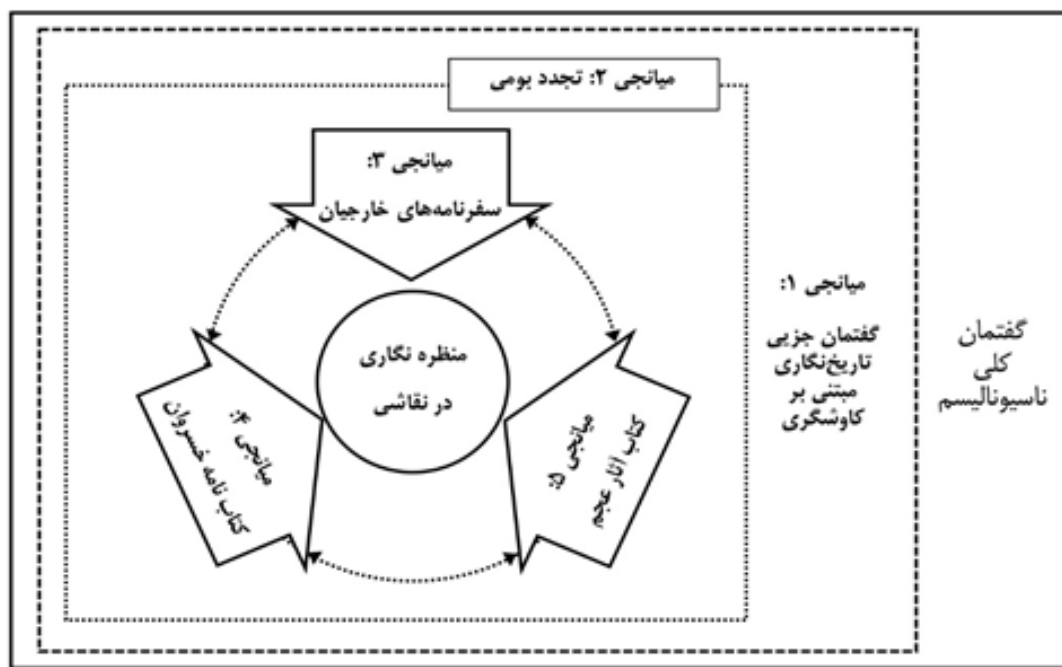 میانجی ۲: تجدد بومی
میانجی ۳:
سفرنامه‌های خارجیان
میانجی ۱:
گفتمان جزیی
تاریخ‌نگاری
مبتنی بر
کاوشگری
گفتمان
کلی
ناسیونالیسم
منظره نگاری
در نقاشی
میانجی ۴:
کتاب نامه خسروان
میانجی ۵:
کتاب آثار عجم